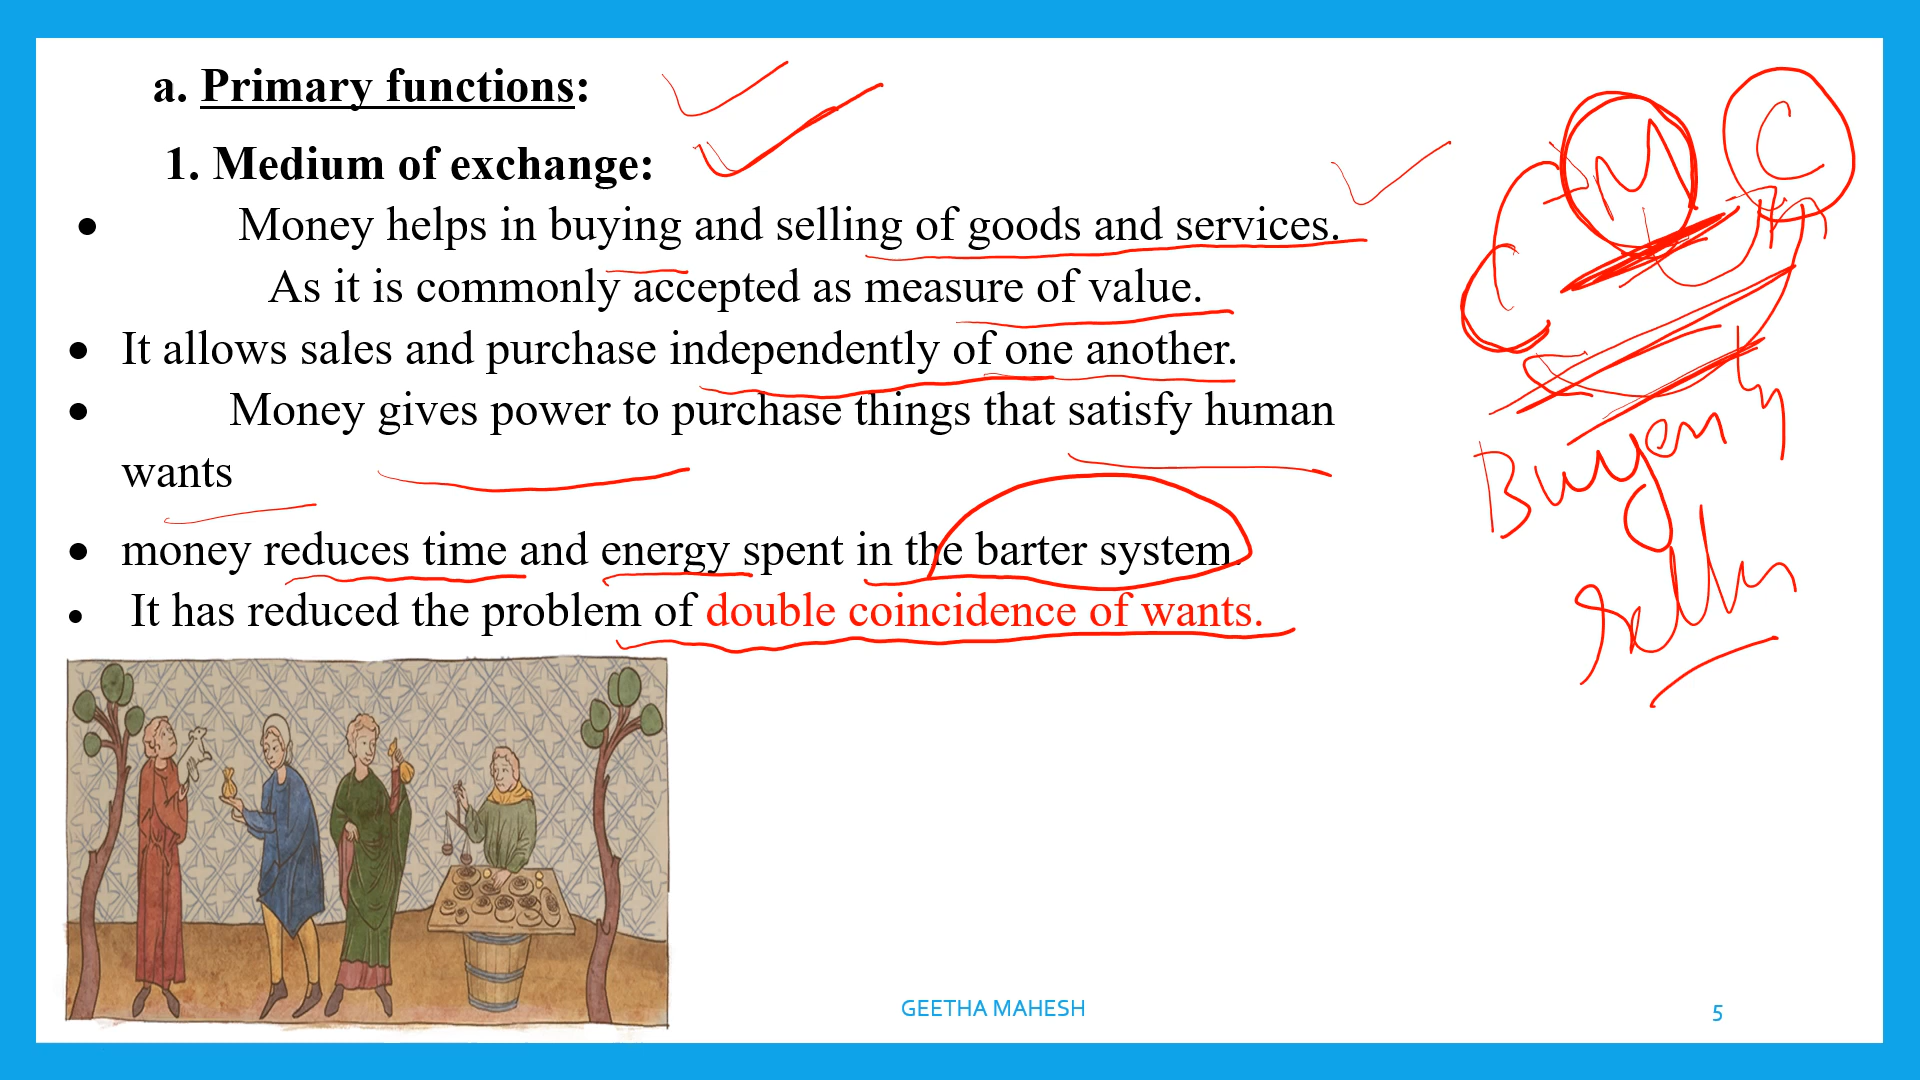 a. Primary functions:
1. Medium of exchange:
• Money helps in buying and selling of goods and services.
As it is commonly accepted as measure of value.
• It allows sales and purchase independently of one another.
• Money gives power to purchase things that satisfy human
wants
• money reduces time and energy spent in the barter system.
• It has reduced the problem of double coincidence of wants.
C M C
GEETHA MAHESH
5